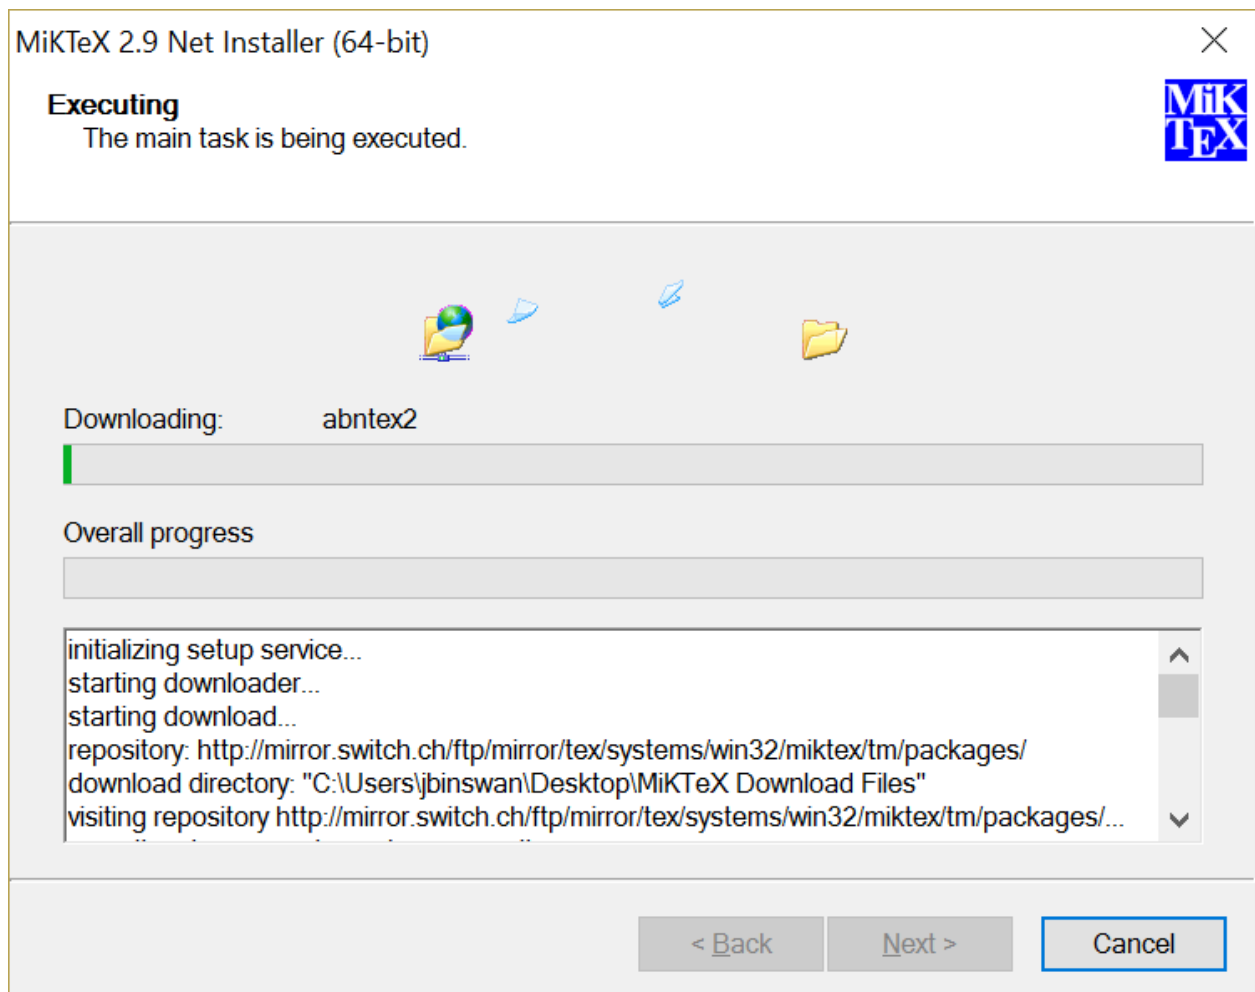 MiKTeX 2.9 Net Installer (64-bit)
Executing
The main task is being executed.
MiK
TEX
Downloading: abntex2
Overall progress
initializing setup service...
starting downloader...
starting download...
repository: http://mirror.switch.ch/ftp/mirror/tex/systems/win32/miktex/tm/packages/
download directory: "C:\Users\jbinswan\Desktop\MiKTeX Download Files"
visiting repository http://mirror.switch.ch/ftp/mirror/tex/systems/win32/miktex/tm/packages/...
< Back Next > Cancel